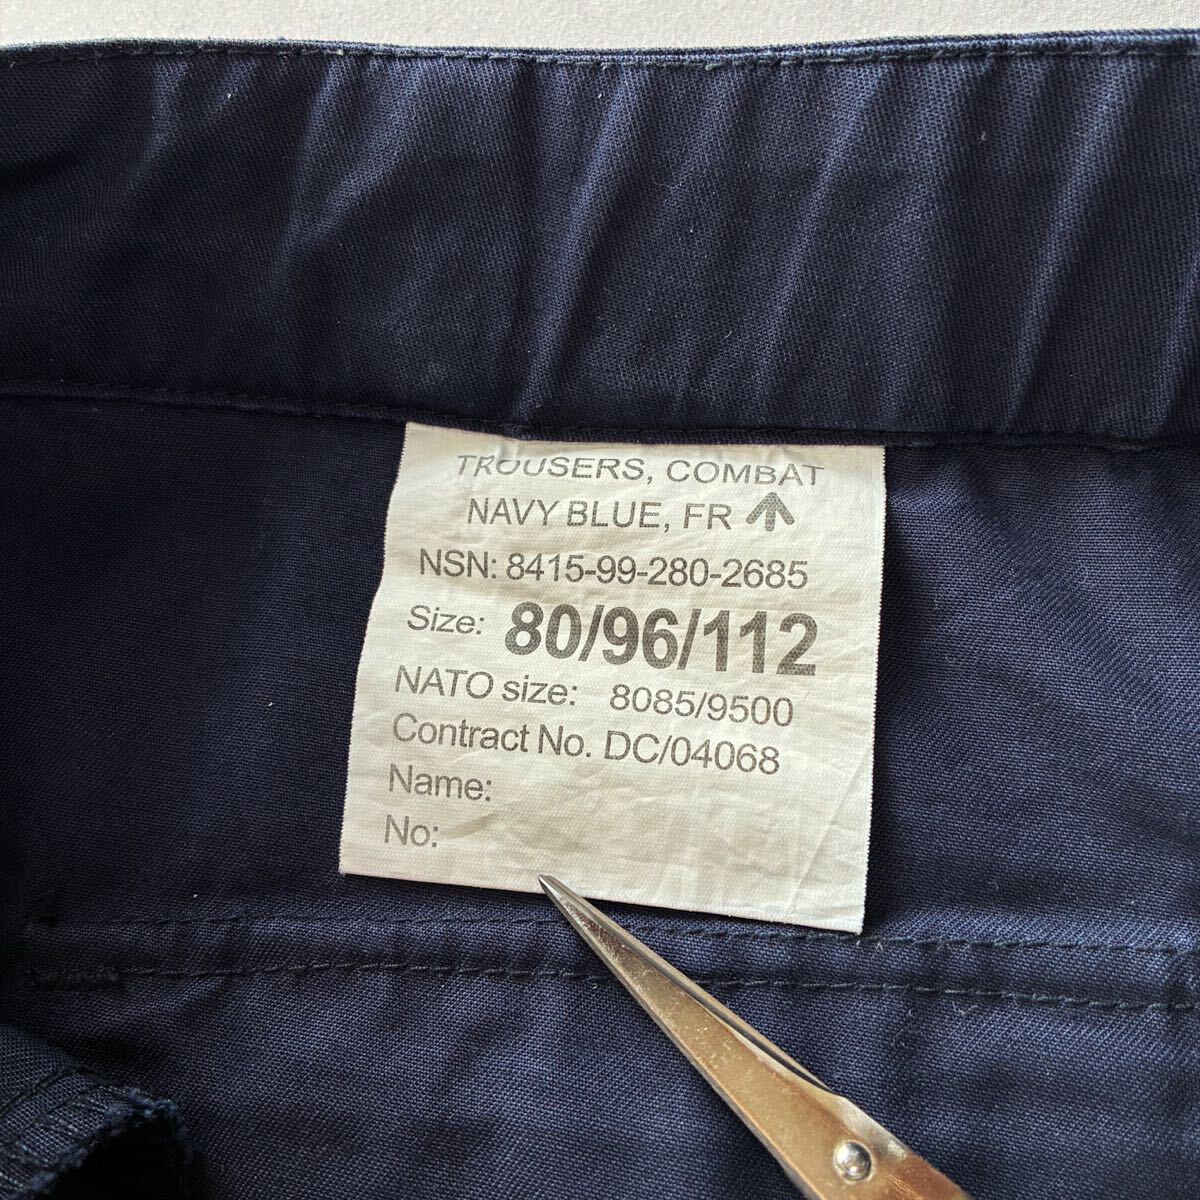 TROUSERS, COMBAT
NAVY BLUE, FR
NSN: 8415-99-280-2685
Size: 80/96/112
NATO size: 8085/9500
Contract No. DC/04068
Name:
No: